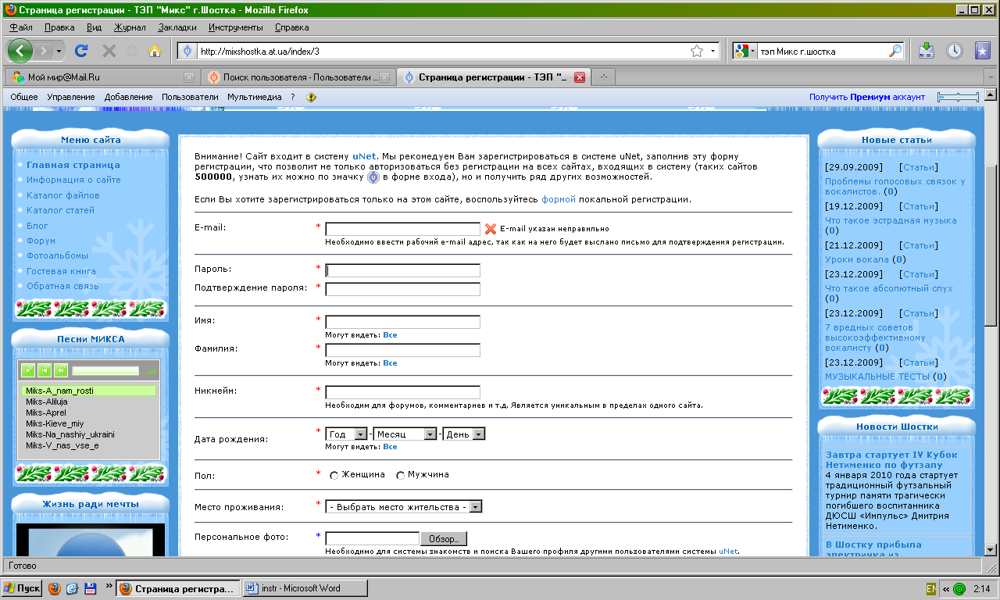 Страница регистрации - ТЭП "Микс" г.Шостка - Mozilla Firefox
Файл Правка Вид Журнал Закладки Инструменты Справка
http://mixshostka.at.ua/index/3
тэп Микс г.шостка
Мой мир@Mail.Ru
Поиск пользователя - Пользователи ...
Страница регистрации - ТЭП "...
Общее Управление Добавление Пользователи Мультимедиа ?
Получить Премиум аккаунт
Меню сайта
Главная страница
Информация о сайте
Каталог файлов
Каталог статей
Блог
Форум
Фотоальбомы
Гостевая книга
Обратная связь
Песни МИКСА
Miks-A_nam_rosti
Miks-Aliluja
Miks-Aprel
Miks-Kieve_miy
Miks-Na_nashiy_ukraini
Miks-V_nas_vse_e
Жизнь ради мечты
Внимание! Сайт входит в систему uNet. Мы рекомендуем Вам зарегистрироваться в системе uNet, заполнив эту форму
регистрации, что позволит не только авторизоваться без регистрации на всех сайтах, входящих в систему (таких сайтов
500000, узнать их можно по значку в форме входа), но и получить ряд других возможностей.
Если Вы хотите зарегистрироваться только на этом сайте, воспользуйтесь формой локальной регистрации.
E-mail: * E-mail указан неправильно
Необходимо ввести рабочий e-mail адрес, так как на него будет выслано письмо для подтверждения регистрации.
Пароль: *
Подтверждение пароля: *
Имя: *
Могут видеть: Все
Фамилия: *
Могут видеть: Все
Никнейм: *
Необходим для форумов, комментариев и т.д. Является уникальным в пределах одного сайта.
Дата рождения: * Год - Месяц - День
Могут видеть: Все
Пол: * Женщина Мужчина
Место проживания: * - Выбрать место жительства -
Персональное фото: * Обзор...
Необходимо для системы знакомств и поиска Вашего профиля другими пользователями системы uNet.
Новые статьи
[29.09.2009] [Статьи]
Проблемы голосовых связок у
вокалистов. (0)
[19.12.2009] [Статьи]
Что такое эстрадная музыка
(0)
[21.12.2009] [Статьи]
Уроки вокала (0)
[23.12.2009] [Статьи]
Что такое абсолютный слух
(0)
[23.12.2009] [Статьи]
7 вредных советов
высокоэффективному
вокалисту (0)
[23.12.2009] [Статьи]
МУЗЫКАЛЬНЫЕ ТЕСТЫ (0)
Новости Шостки
Завтра стартует IV Кубок
Нетименко по футзалу
4 января 2010 года стартует
традиционный футзальный
турнир памяти трагически
погибшего воспитанника
ДЮСШ «Импульс» Дмитрия
Нетименко.
В Шостку прибыла
электричка из
Готово
Пуск
»
Страница регистра...
instr - Microsoft Word
EN
«
2:14